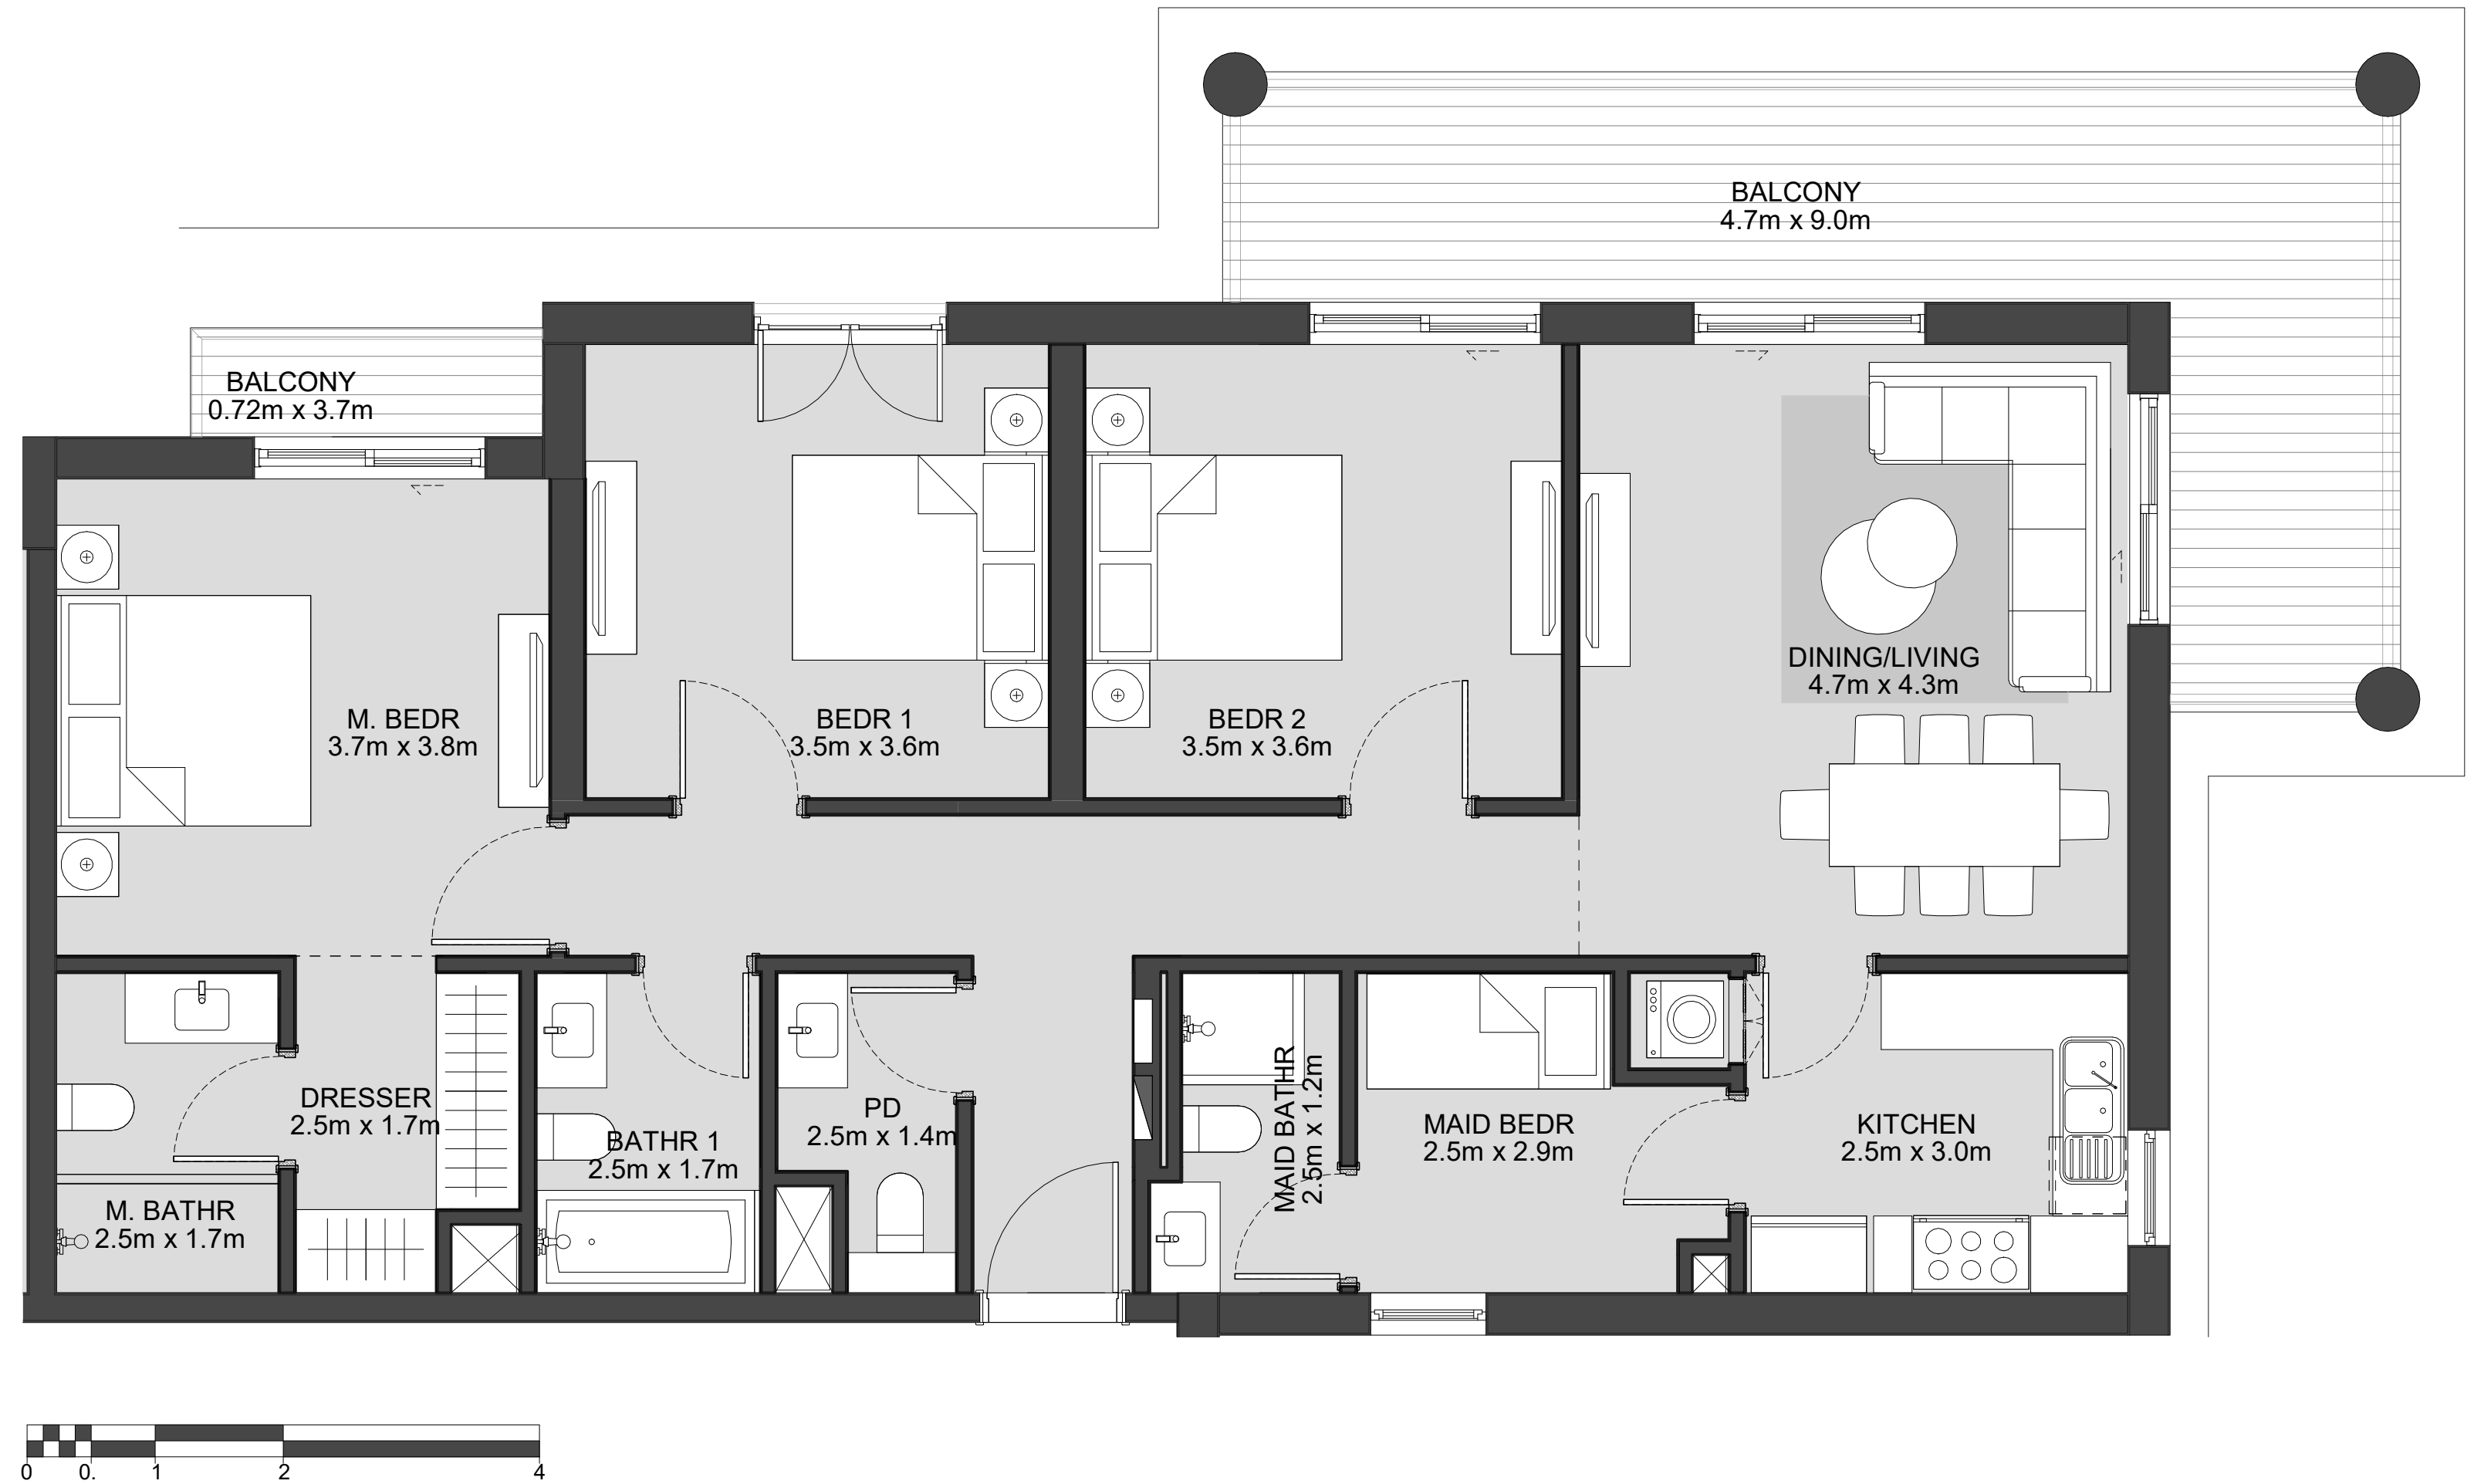 BALCONY
4.7m x 9.0m
BALCONY
0.72m x 3.7m
DINING/LIVING
4.7m x 4.3m
M. BEDR
3.7m x 3.8m
BEDR 1
3.5m x 3.6m
BEDR 2
3.5m x 3.6m
DRESSER
2.5m x 1.7m
BATHR 1
2.5m x 1.7m
PD
2.5m x 1.4m
MAID BATHR
2.5m x 1.2m
MAID BEDR
2.5m x 2.9m
KITCHEN
2.5m x 3.0m
M. BATHR
2.5m x 1.7m
0 0. 1 2 4